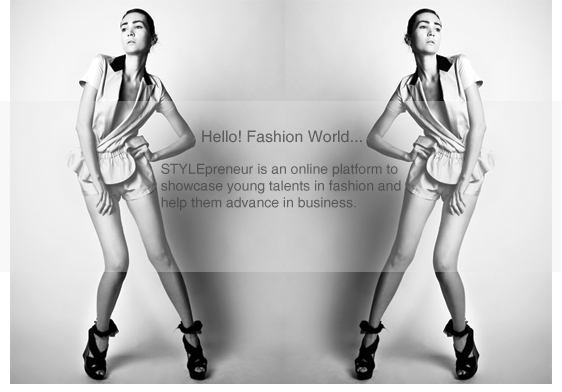 Hello! Fashion World...
STYLEpreneur is an online platform to
showcase young talents in fashion and
help them advance in business.